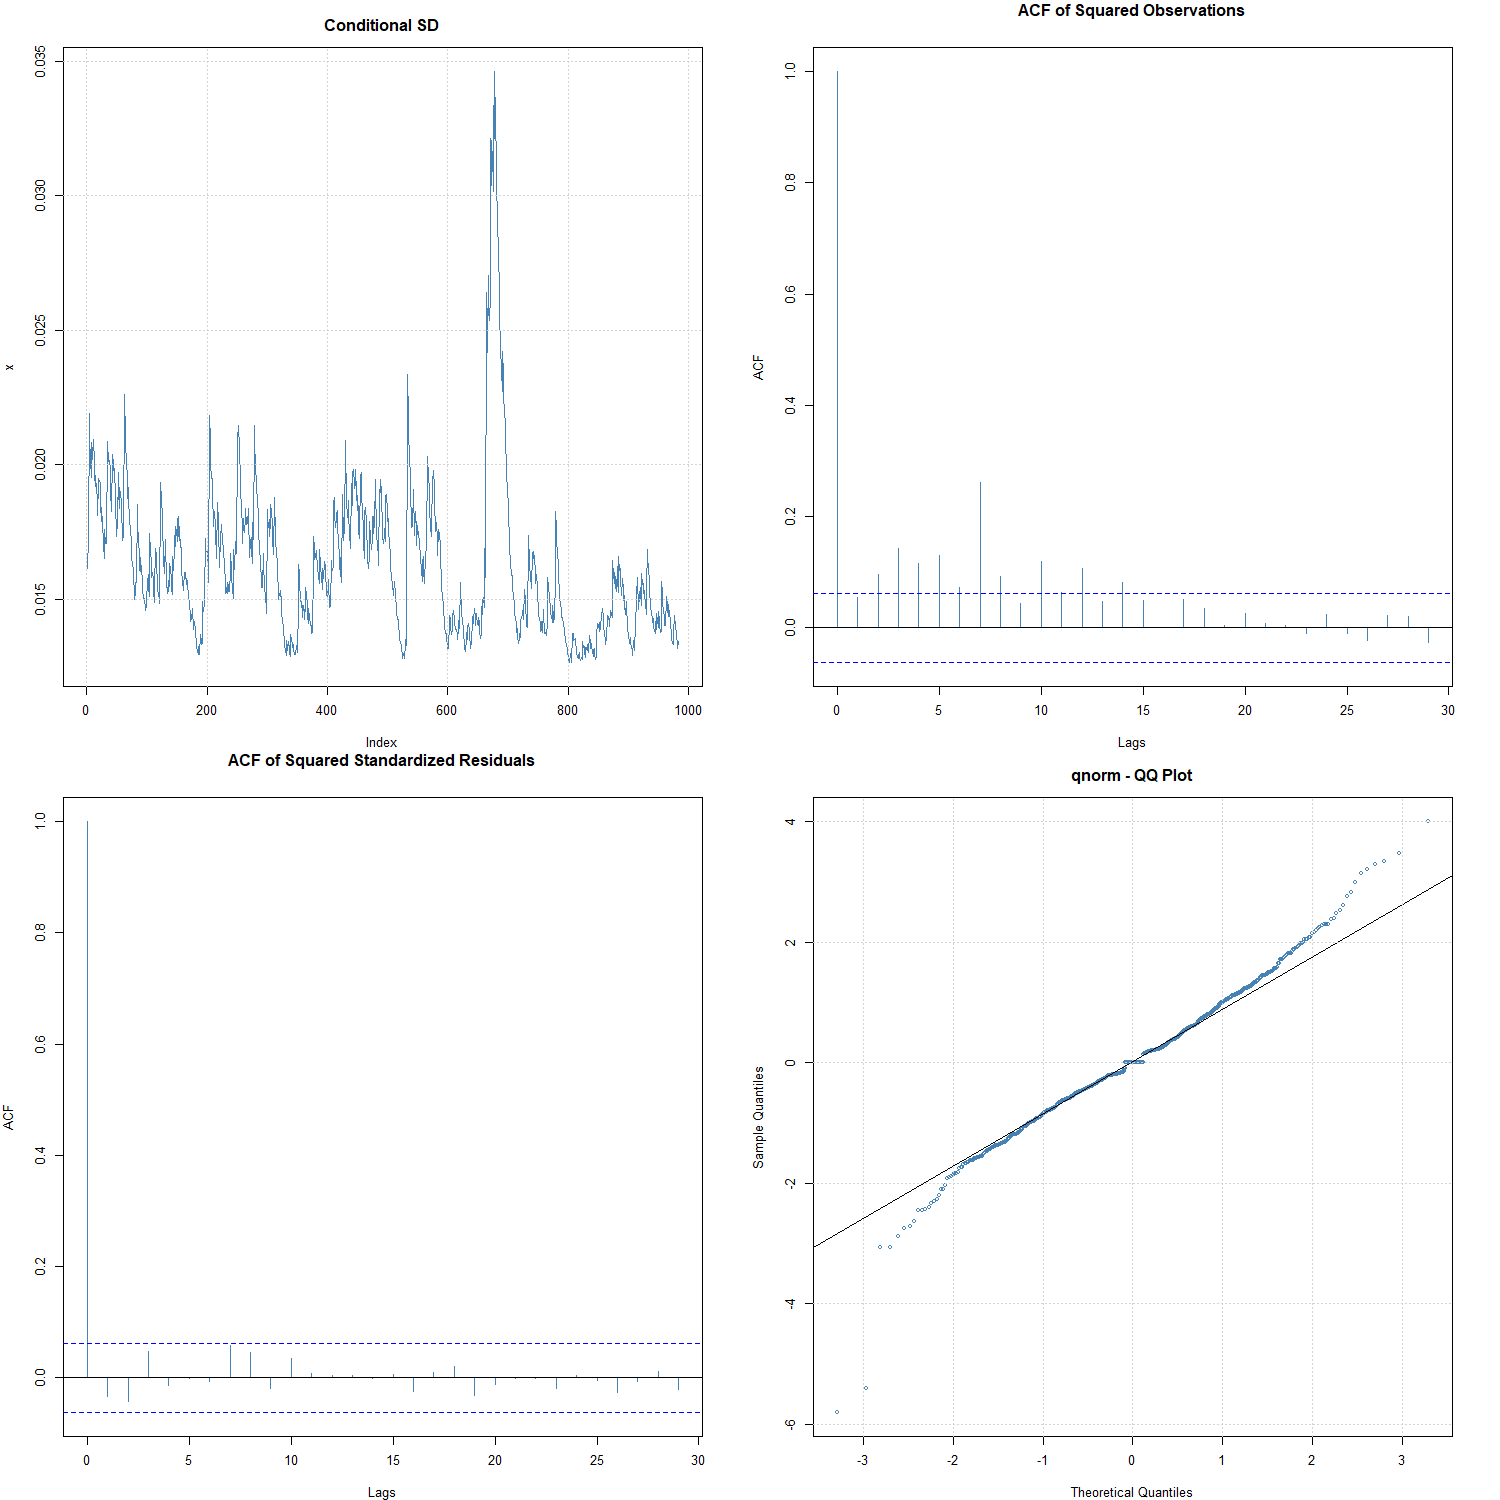 Conditional SD
0.035
0.030
0.025
0.020
0.015
x
0 200 400 600 800 1000
Index
ACF of Squared Observations
1.0
0.8
0.6
0.4
0.2
0.0
ACF
0 5 10 15 20 25 30
Lags
ACF of Squared Standardized Residuals
1.0
0.8
0.6
0.4
0.2
0.0
ACF
0 5 10 15 20 25 30
Lags
qnorm - QQ Plot
4
2
0
-2
-4
-6
Sample Quantiles
-3 -2 -1 0 1 2 3
Theoretical Quantiles